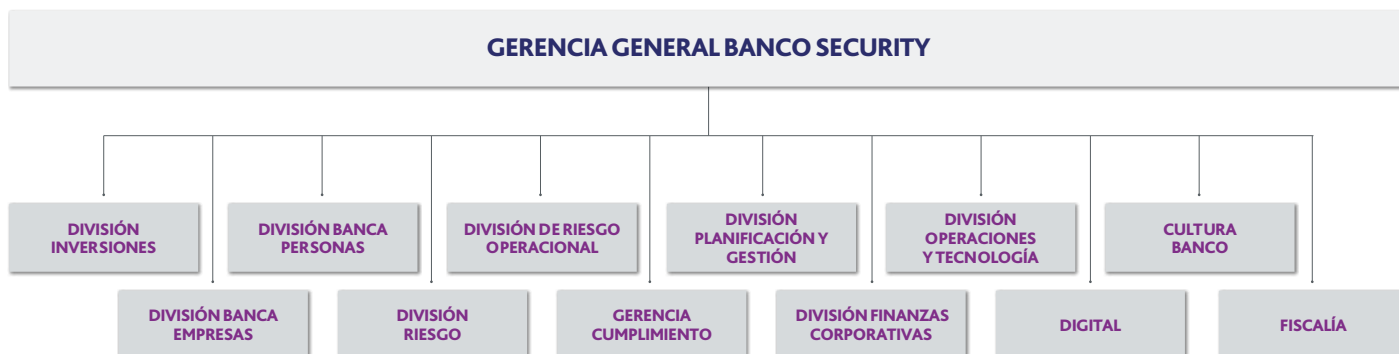 GERENCIA GENERAL BANCO SECURITY
DIVISIÓN
INVERSIONES
DIVISIÓN BANCA
PERSONAS
DIVISIÓN DE RIESGO
OPERACIONAL
DIVISIÓN
PLANIFICACIÓN Y
GESTIÓN
DIVISIÓN
OPERACIONES
Y TECNOLOGÍA
CULTURA
BANCO
DIVISIÓN BANCA
EMPRESAS
DIVISIÓN
RIESGO
GERENCIA
CUMPLIMIENTO
DIVISIÓN FINANZAS
CORPORATIVAS
DIGITAL
FISCALÍA